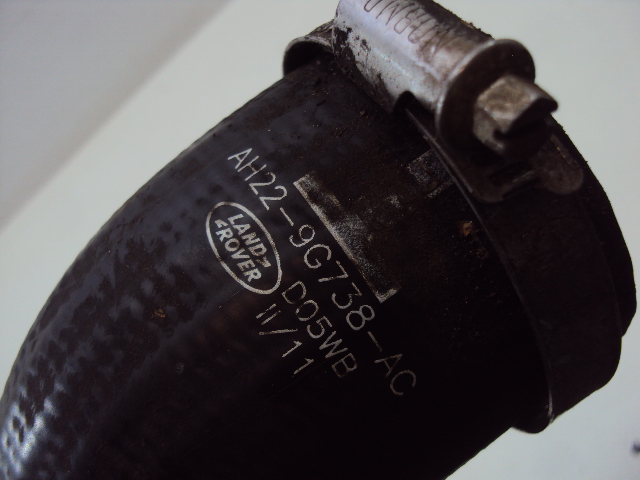 AH22-9G738-AC
LAND
ROVER
D05WB
11/11